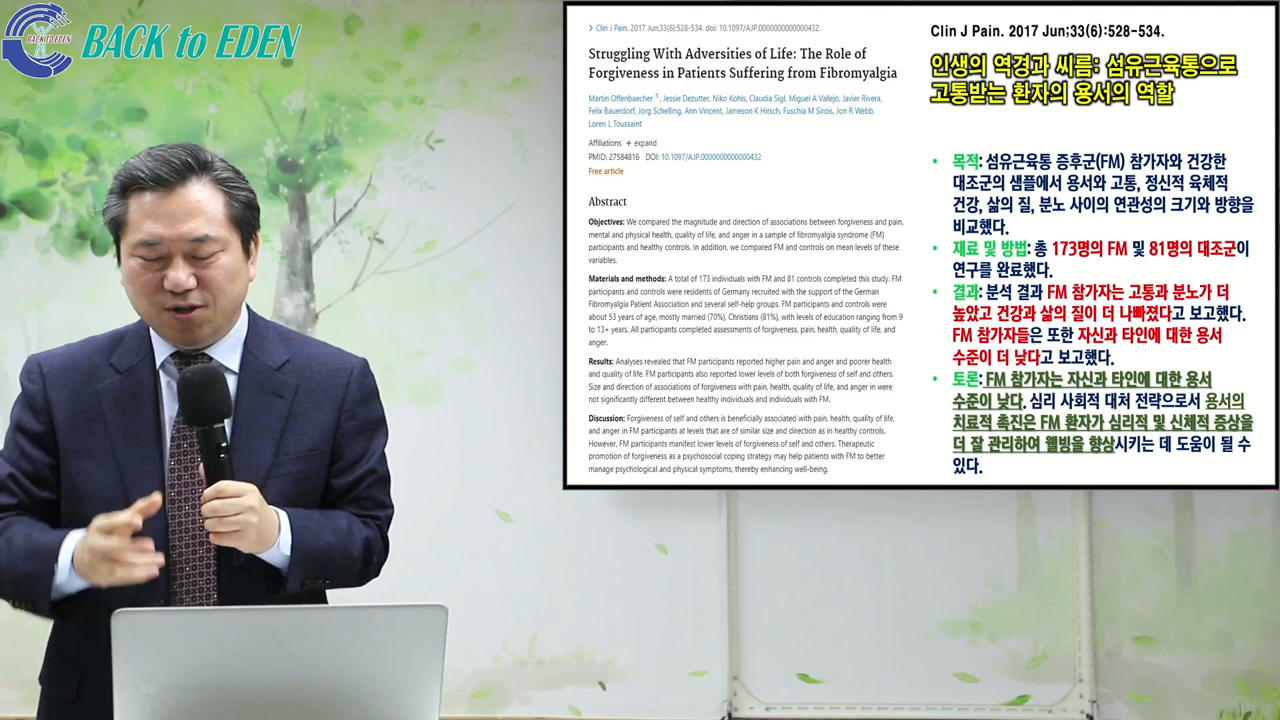 BACK to EDEN
BACK TO EDEN
> Clin J Pain. 2017 Jun;33(6):528-534. doi: 10.1097/AJP.0000000000000432.
Struggling With Adversities of Life: The Role of
Forgiveness in Patients Suffering from Fibromyalgia
Martin Offenbaecher 1, Jessie Dezutter, Niko Kohls, Claudia Sigl, Miguel A Vallejo, Javier Rivera,
Felix Bauerdorf, Jörg Schelling, Ann Vincent, Jameson K Hirsch, Fuschia M Sirois, Jon R Webb,
Loren L Toussaint
Affiliations + expand
PMID: 27584816 DOI: 10.1097/AJP.0000000000000432
Free article
Abstract
Objectives: We compared the magnitude and direction of associations between forgiveness and pain,
mental and physical health, quality of life, and anger in a sample of fibromyalgia syndrome (FM)
participants and healthy controls. In addition, we compared FM and controls on mean levels of these
variables.
Materials and methods: A total of 173 individuals with FM and 81 controls completed this study. FM
participants and controls were residents of Germany recruited with the support of the German
Fibromyalgia Patient Association and several self-help groups. FM participants and controls were
about 53 years of age, mostly married (70%), Christians (81%), with levels of education ranging from 9
to 13+ years. All participants completed assessments of forgiveness, pain, health, quality of life, and
anger.
Results: Analyses revealed that FM participants reported higher pain and anger and poorer health
and quality of life. FM participants also reported lower levels of both forgiveness of self and others.
Size and direction of associations of forgiveness with pain, health, quality of life, and anger in were
not significantly different between healthy individuals and individuals with FM.
Discussion: Forgiveness of self and others is beneficially associated with pain, health, quality of life,
and anger in FM participants at levels that are of similar size and direction as in healthy controls.
However, FM participants manifest lower levels of forgiveness of self and others. Therapeutic
promotion of forgiveness as a psychosocial coping strategy may help patients with FM to better
manage psychological and physical symptoms, thereby enhancing well-being.
Clin J Pain. 2017 Jun;33(6):528-534.
인생의 역경과 씨름: 섬유근육통으로
고통받는 환자의 용서의 역할
• 목적: 섬유근육통 증후군(FM) 참가자와 건강한
대조군의 샘플에서 용서와 고통, 정신적 육체적
건강, 삶의 질, 분노 사이의 연관성의 크기와 방향을
비교했다.
• 재료 및 방법: 총 173명의 FM 및 81명의 대조군이
연구를 완료했다.
• 결과: 분석 결과 FM 참가자는 고통과 분노가 더
높았고 건강과 삶의 질이 더 나빠졌다고 보고했다.
FM 참가자들은 또한 자신과 타인에 대한 용서
수준이 더 낮다고 보고했다.
• 토론: FM 참가자는 자신과 타인에 대한 용서
수준이 낮다. 심리 사회적 대처 전략으로서 용서의
치료적 촉진은 FM 환자가 심리적 및 신체적 증상을
더 잘 관리하여 웰빙을 향상시키는 데 도움이 될 수
있다.